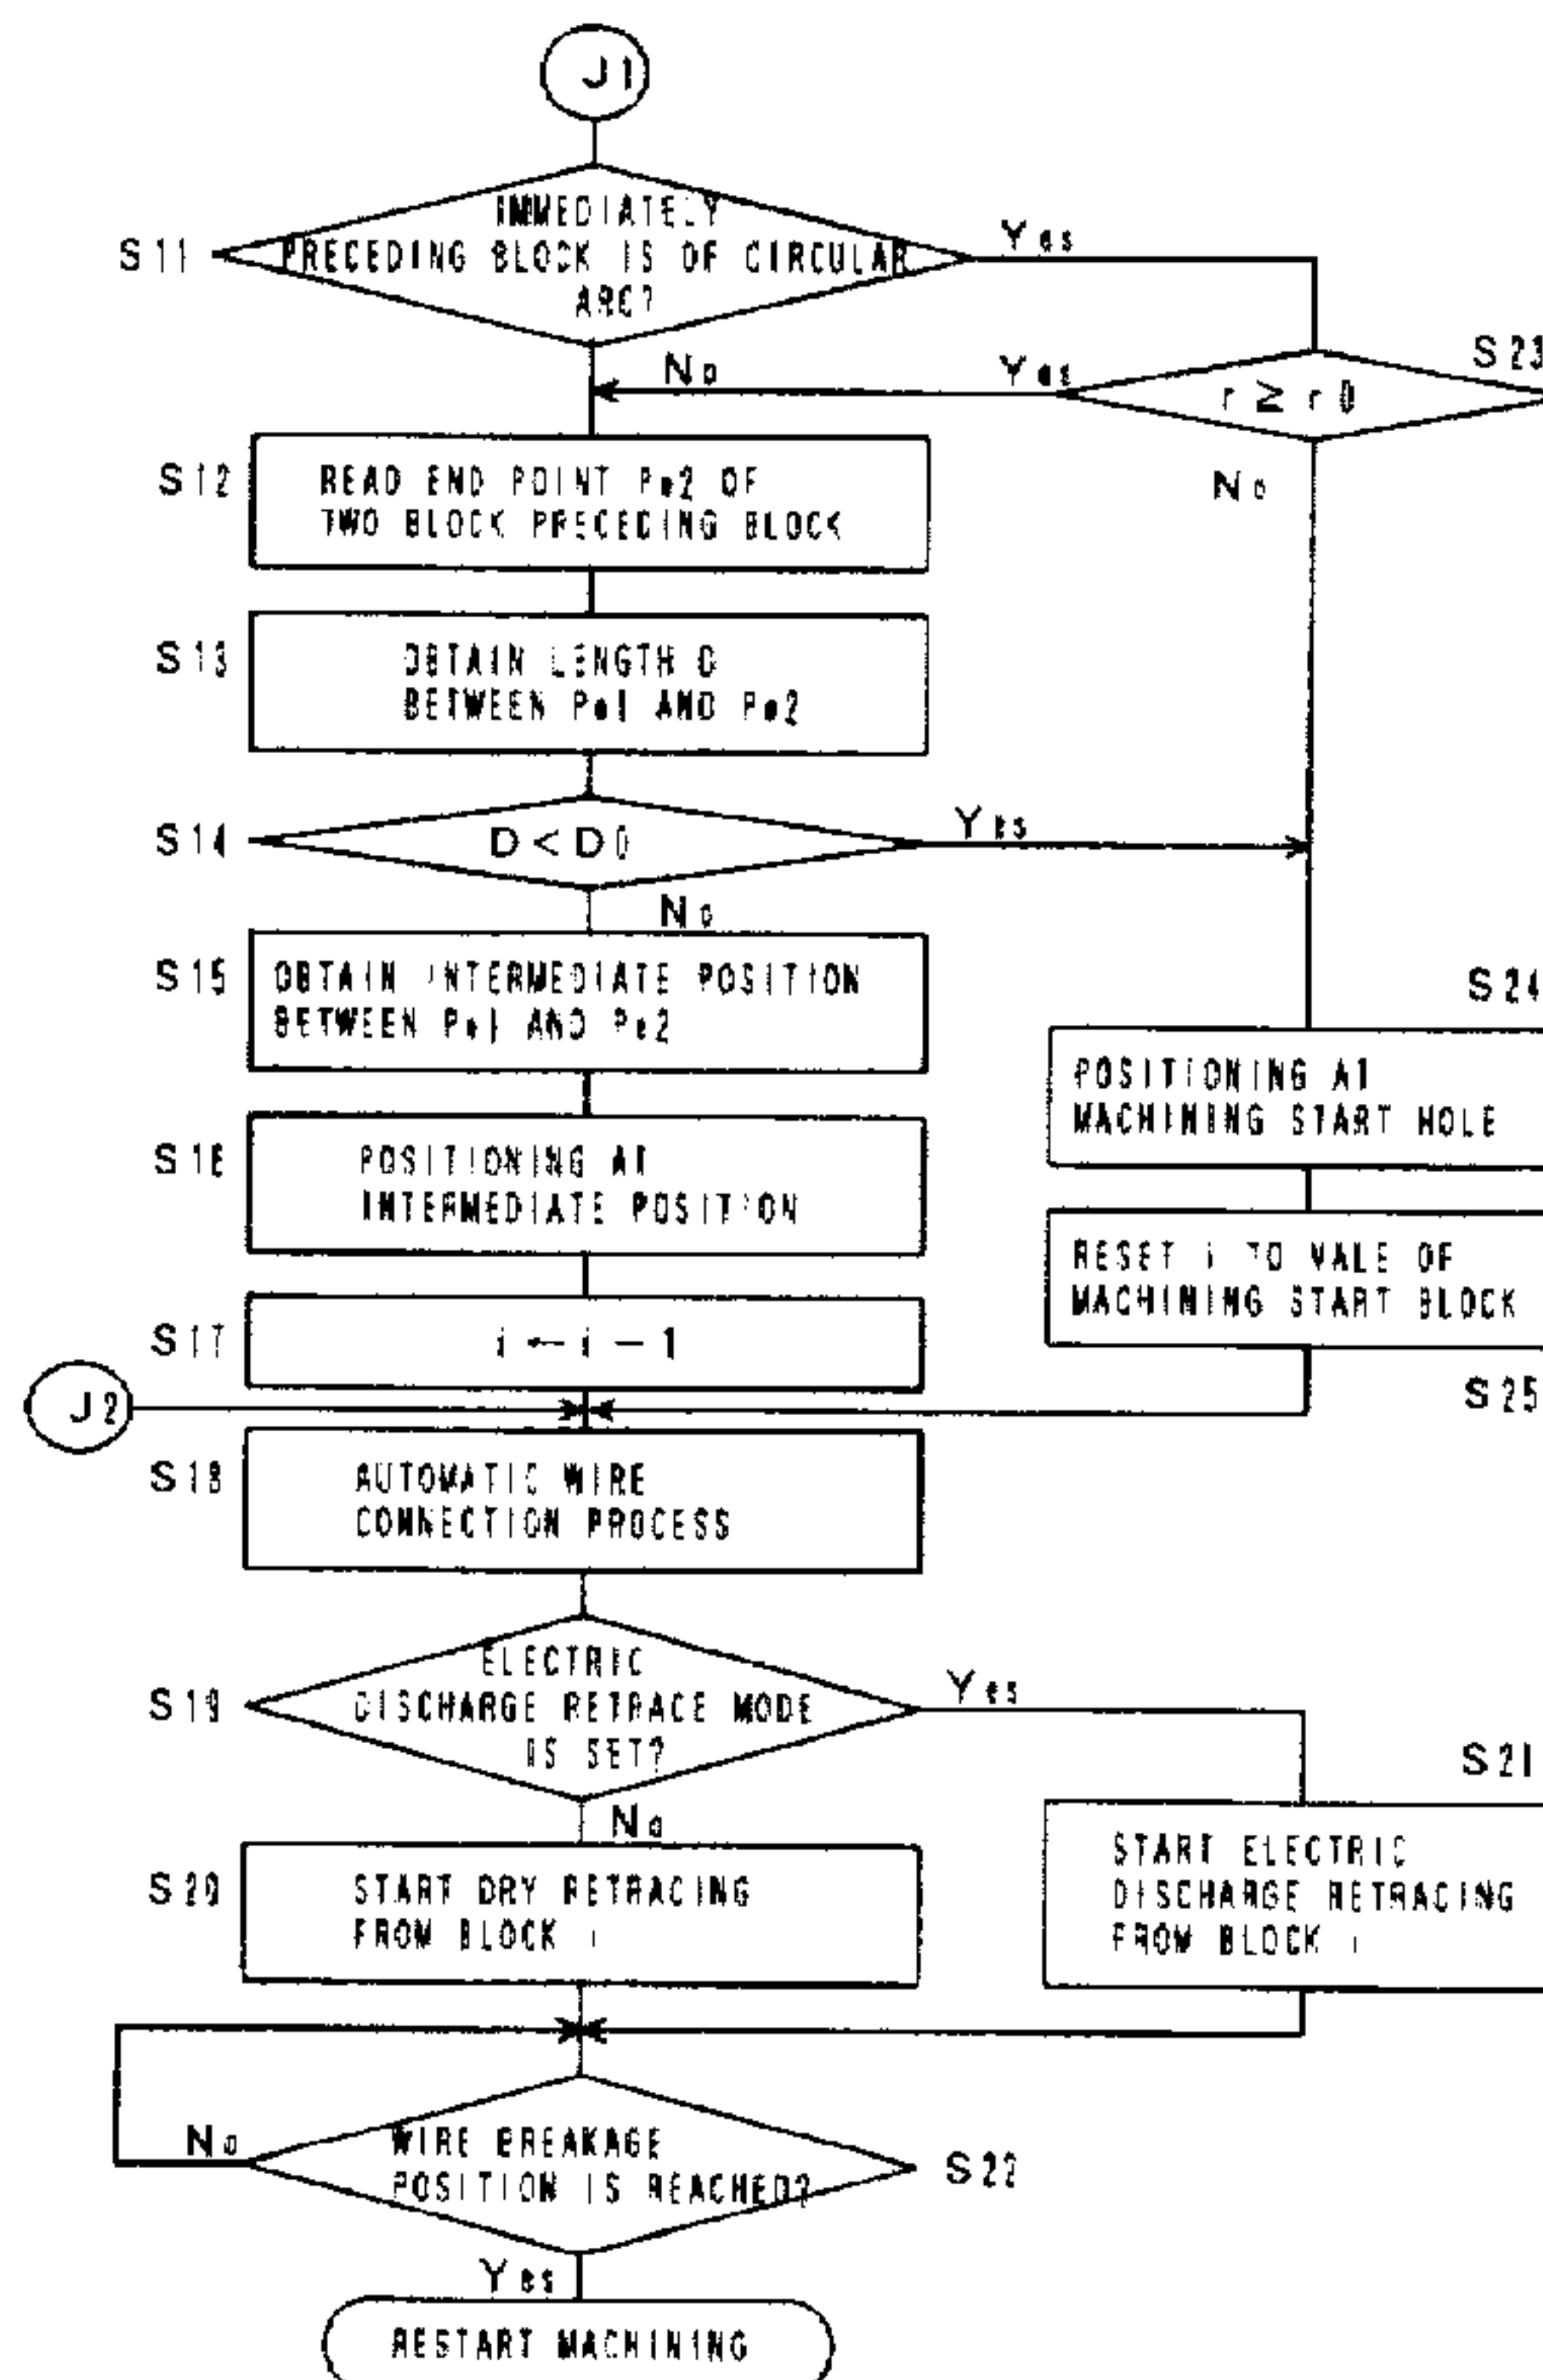 J1
IMMEDIATELY
S11 PRECEDING BLOCK IS OF CIRCULAR
ARC?
Yes
No
Yes
r ≥ r0
S23
No
S12
READ END POINT Pe2 OF
TWO BLOCK PRECEDING BLOCK
S13
OBTAIN LENGTH D
BETWEEN Pe1 AND Pe2
S14
D < D0
Yes
No
S15
OBTAIN INTERMEDIATE POSITION
BETWEEN Pe1 AND Pe2
S24
POSITIONING AT
MACHINING START HOLE
S16
POSITIONING AT
INTERMEDIATE POSITION
RESET i TO VALE OF
MACHINING START BLOCK
S25
S17
i ← i − 1
J2
S18
AUTOMATIC WIRE
CONNECTION PROCESS
S19
ELECTRIC
DISCHARGE RETRACE MODE
IS SET?
Yes
No
S21
START ELECTRIC
DISCHARGE RETRACING
FROM BLOCK i
S20
START DRY RETRACING
FROM BLOCK i
No
WIRE BREAKAGE
POSITION IS REACHED?
S22
Yes
RESTART MACHINING